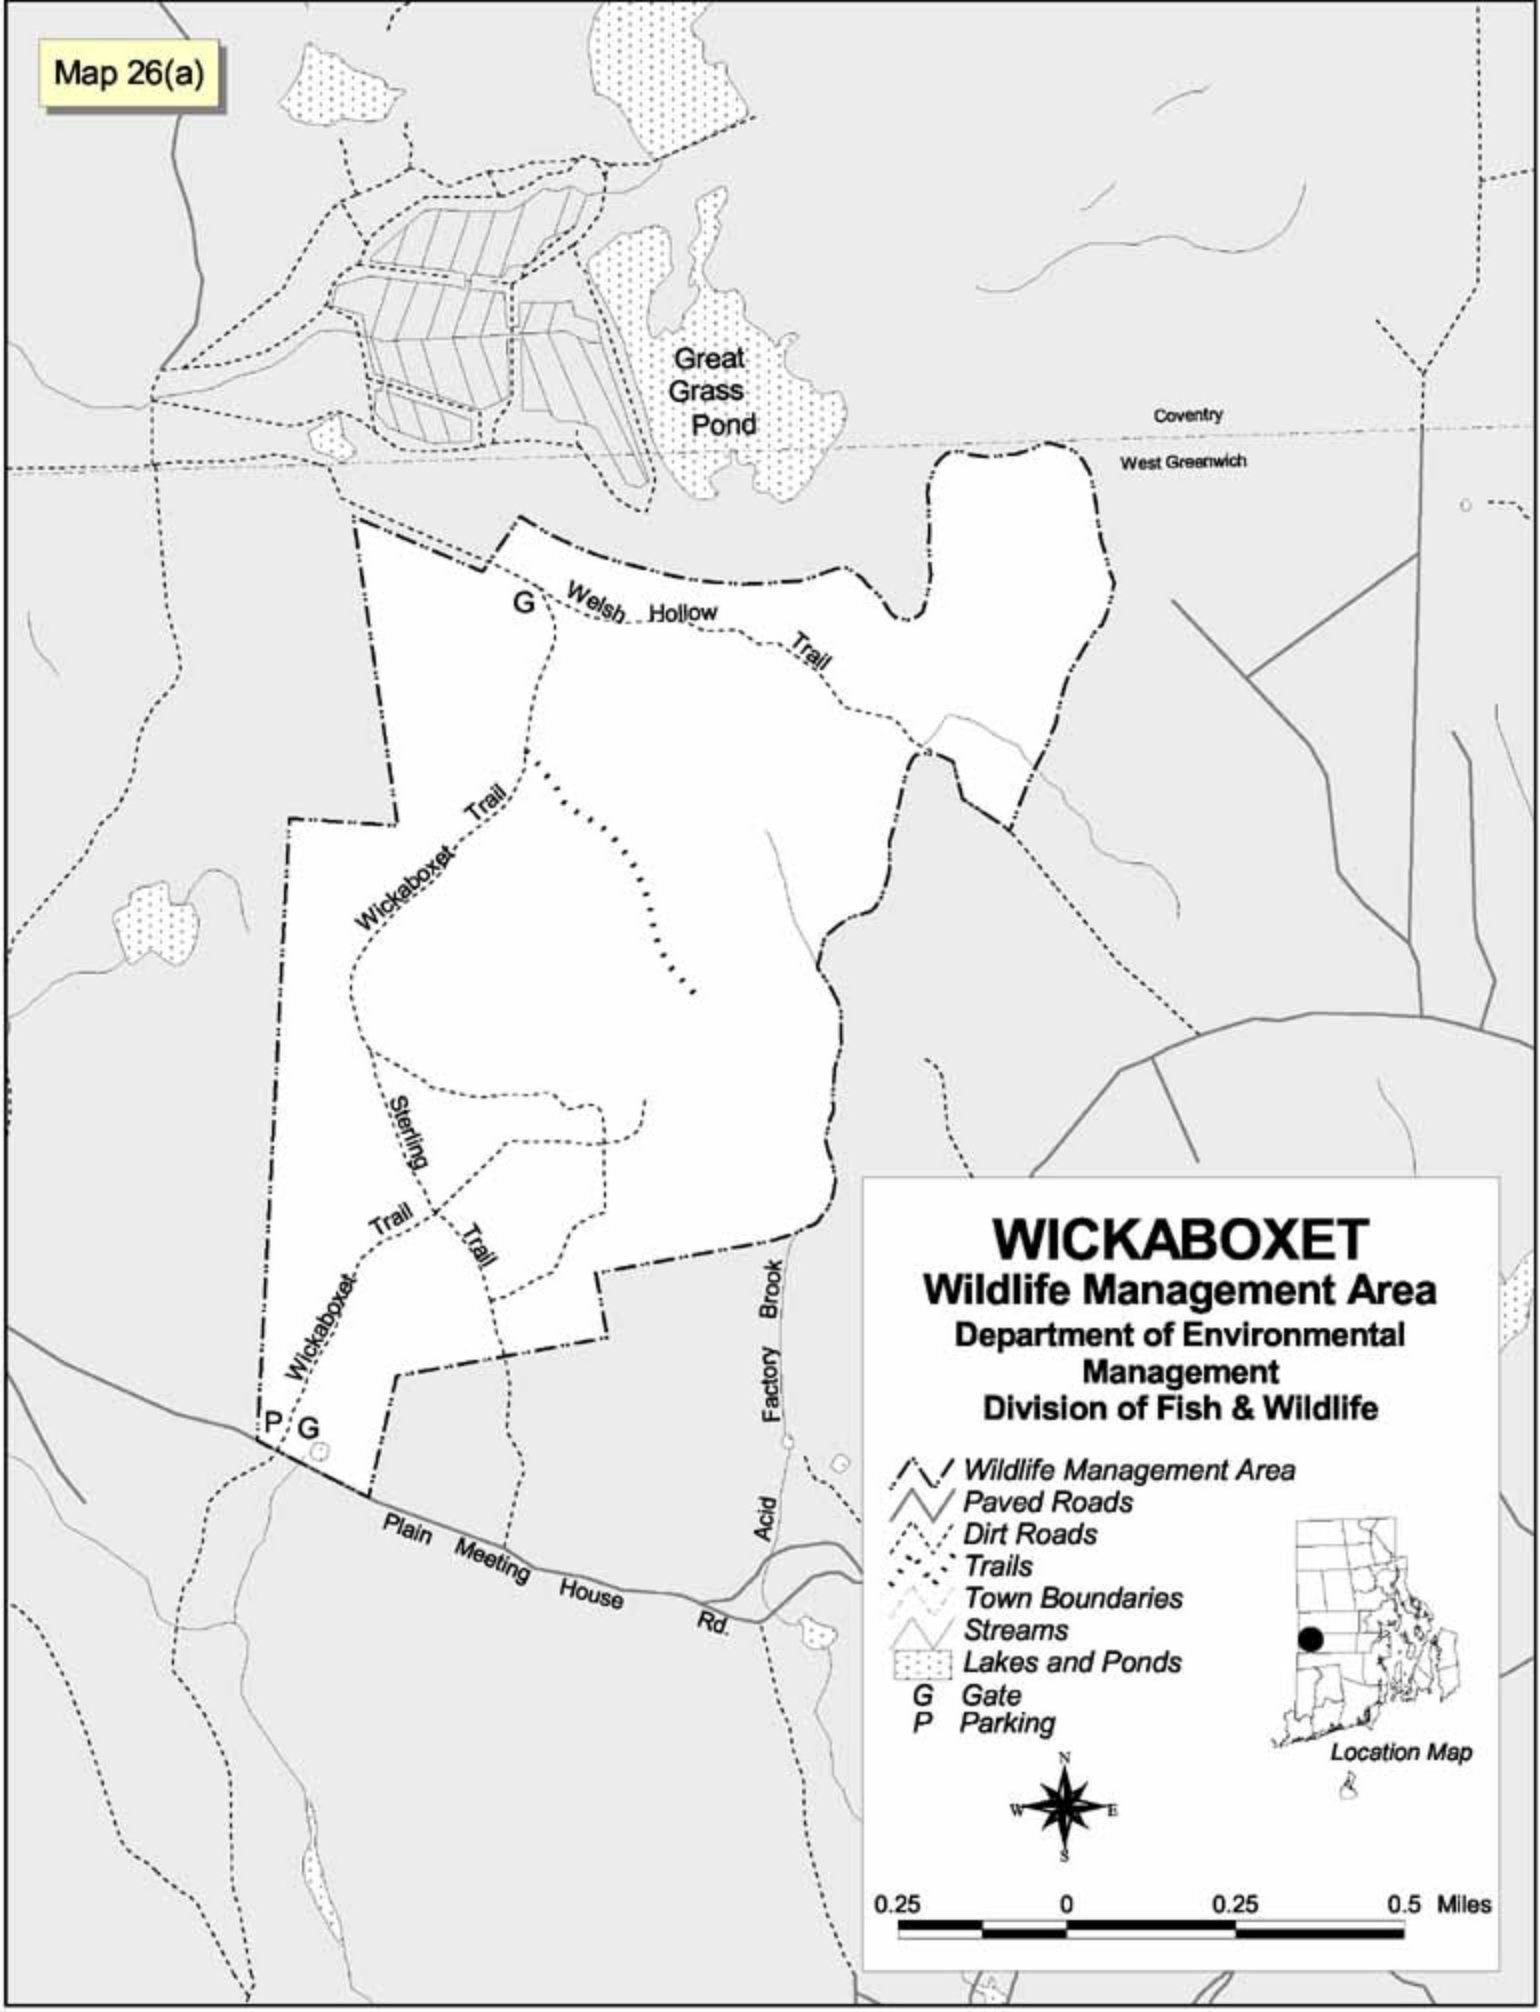 Map 26(a)
Great
Grass
Pond
Coventry
West Greenwich
G
Welsh Hollow Trail
Wickaboxet Trail
Sterling Trail
Wickaboxet Trail
P G
Plain Meeting House Rd.
Acid Factory Brook
WICKABOXET
Wildlife Management Area
Department of Environmental
Management
Division of Fish & Wildlife
Wildlife Management Area
Paved Roads
Dirt Roads
Trails
Town Boundaries
Streams
Lakes and Ponds
G Gate
P Parking
Location Map
N
W E
S
0.25 0 0.25 0.5 Miles